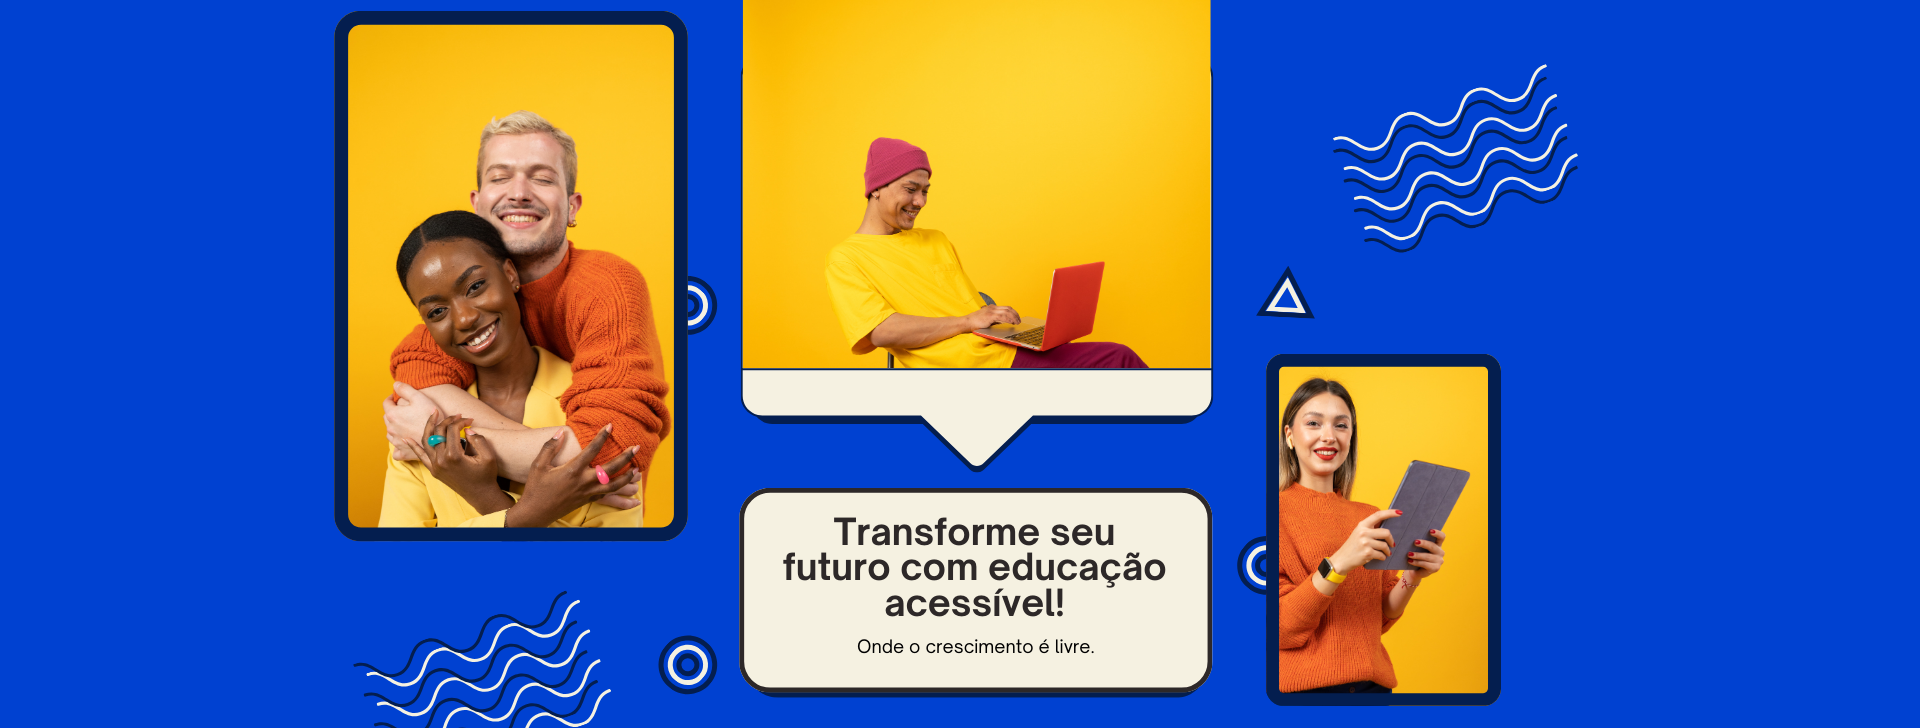 Transforme seu
futuro com educação
acessível!
Onde o crescimento é livre.